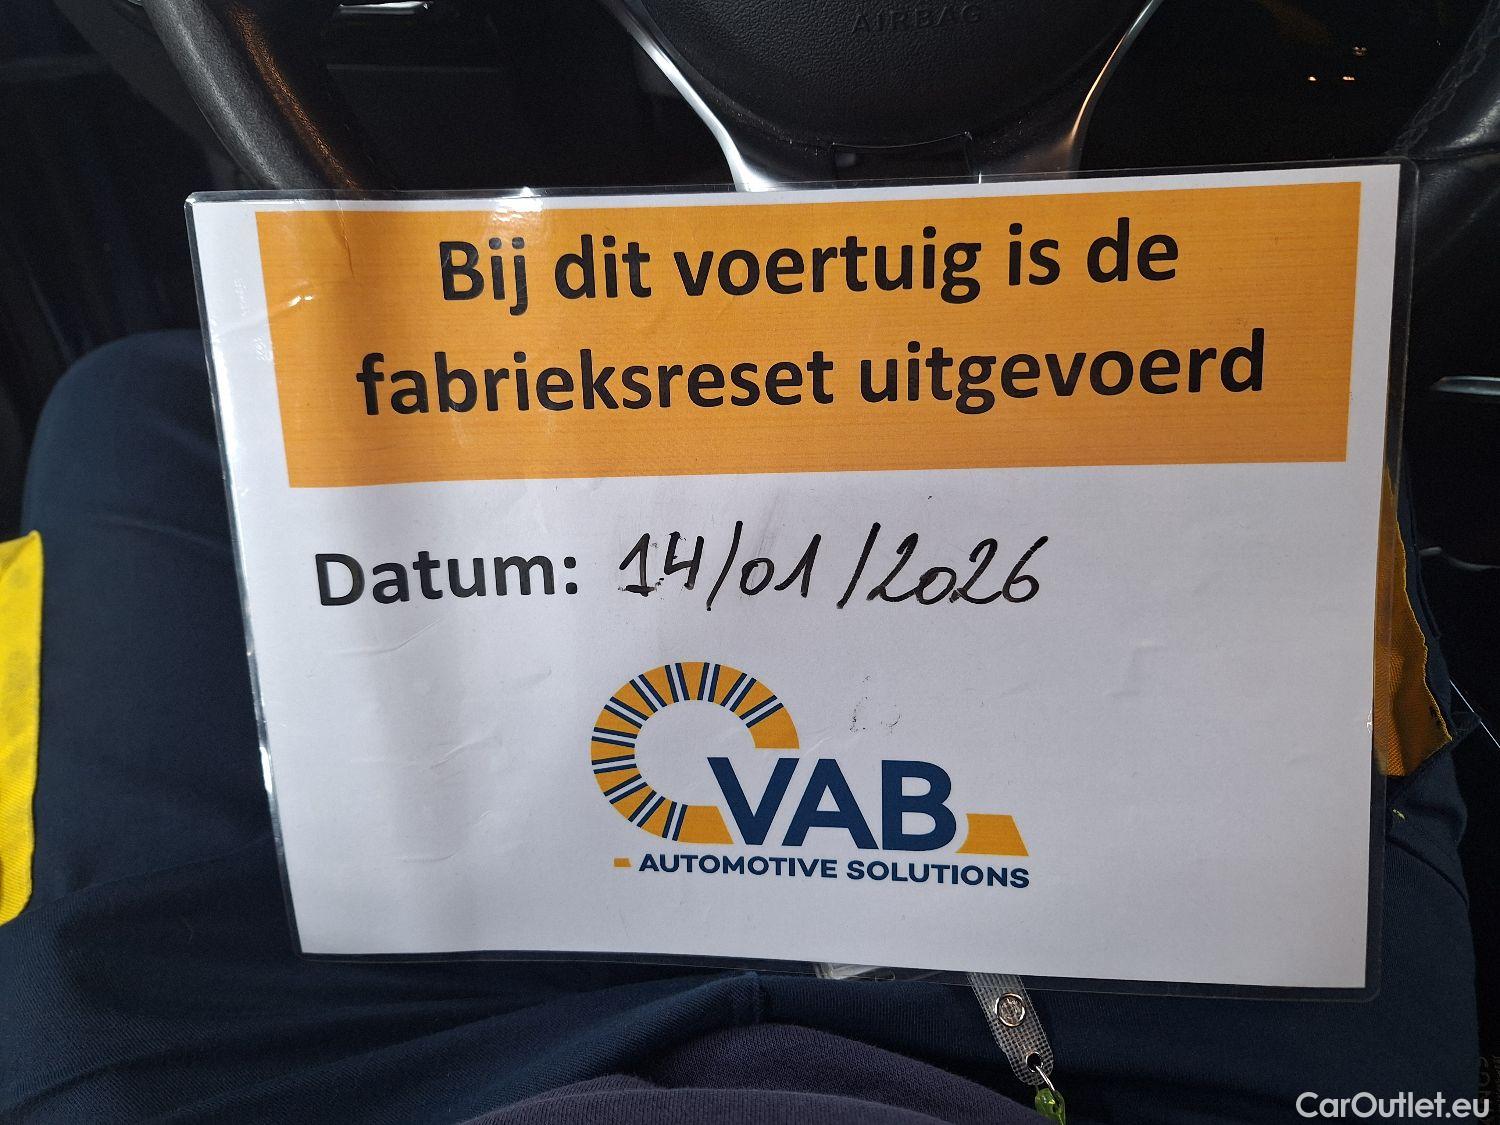 AIRBAG
Bij dit voertuig is de
fabrieksreset uitgevoerd
Datum: 14/01/2026
VAB
AUTOMOTIVE SOLUTIONS
CarOutlet.eu